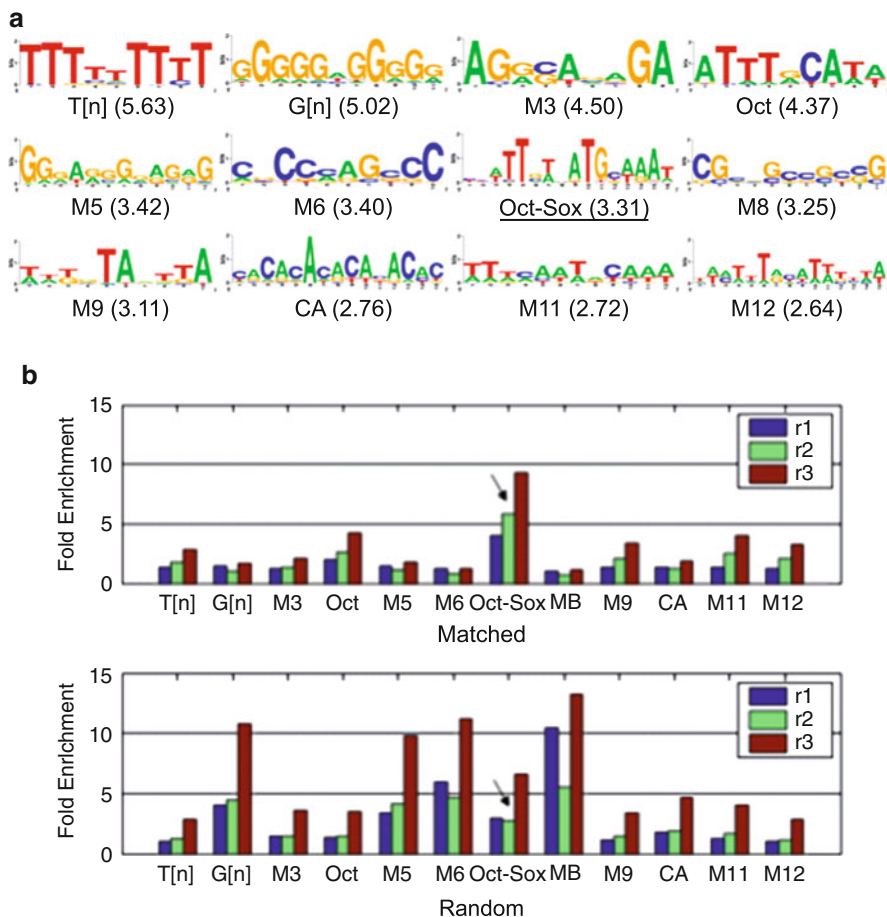 a
T[n] (5.63) G[n] (5.02) M3 (4.50) Oct (4.37)
M5 (3.42) M6 (3.40) Oct-Sox (3.31) M8 (3.25)
M9 (3.11) CA (2.76) M11 (2.72) M12 (2.64)
b
15
10
5
0
Fold Enrichment
r1
r2
r3
T[n] G[n] M3 Oct M5 M6 Oct-Sox MB M9 CA M11 M12
Matched
15
10
5
0
Fold Enrichment
r1
r2
r3
T[n] G[n] M3 Oct M5 M6 Oct-Sox MB M9 CA M11 M12
Random